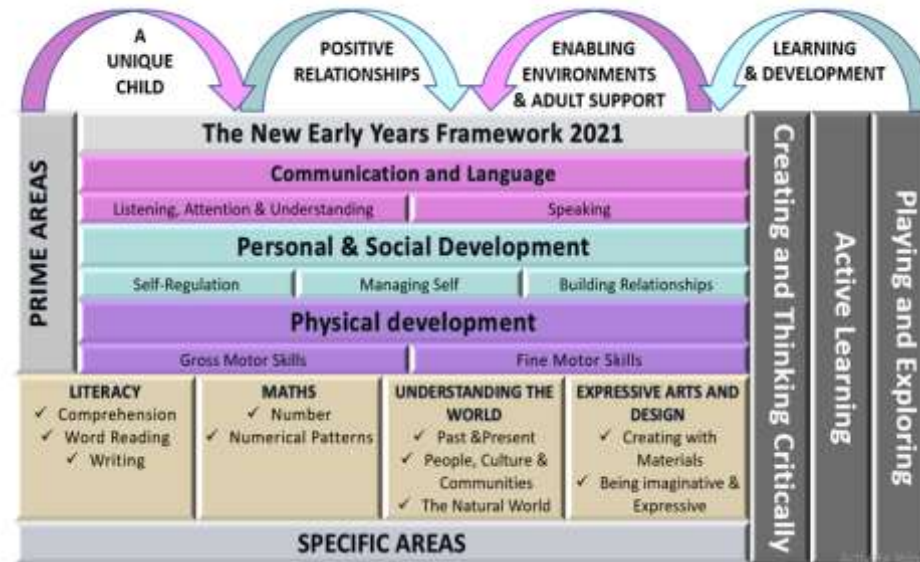 A
UNIQUE
CHILD
POSITIVE
RELATIONSHIPS
ENABLING
ENVIRONMENTS
& ADULT SUPPORT
LEARNING
& DEVELOPMENT
PRIME AREAS
The New Early Years Framework 2021
Communication and Language
Listening, Attention & Understanding
Speaking
Personal & Social Development
Self-Regulation
Managing Self
Building Relationships
Physical development
Gross Motor Skills
Fine Motor Skills
LITERACY
✓ Comprehension
✓ Word Reading
✓ Writing
MATHS
✓ Number
✓ Numerical Patterns
UNDERSTANDING THE
WORLD
✓ Past &Present
✓ People, Culture &
Communities
✓ The Natural World
EXPRESSIVE ARTS AND
DESIGN
✓ Creating with
Materials
✓ Being imaginative &
Expressive
SPECIFIC AREAS
Creating and Thinking Critically
Active Learning
Playing and Exploring